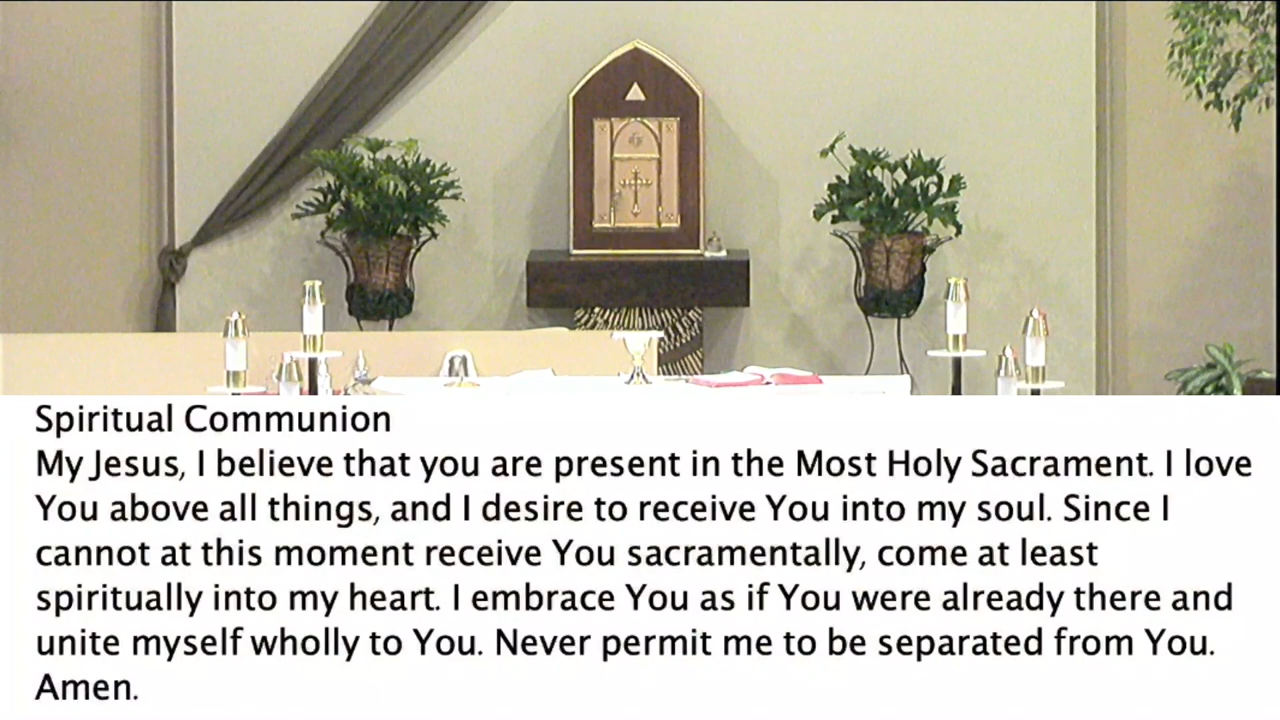 Spiritual Communion
My Jesus, I believe that you are present in the Most Holy Sacrament. I love
You above all things, and I desire to receive You into my soul. Since I
cannot at this moment receive You sacramentally, come at least
spiritually into my heart. I embrace You as if You were already there and
unite myself wholly to You. Never permit me to be separated from You.
Amen.